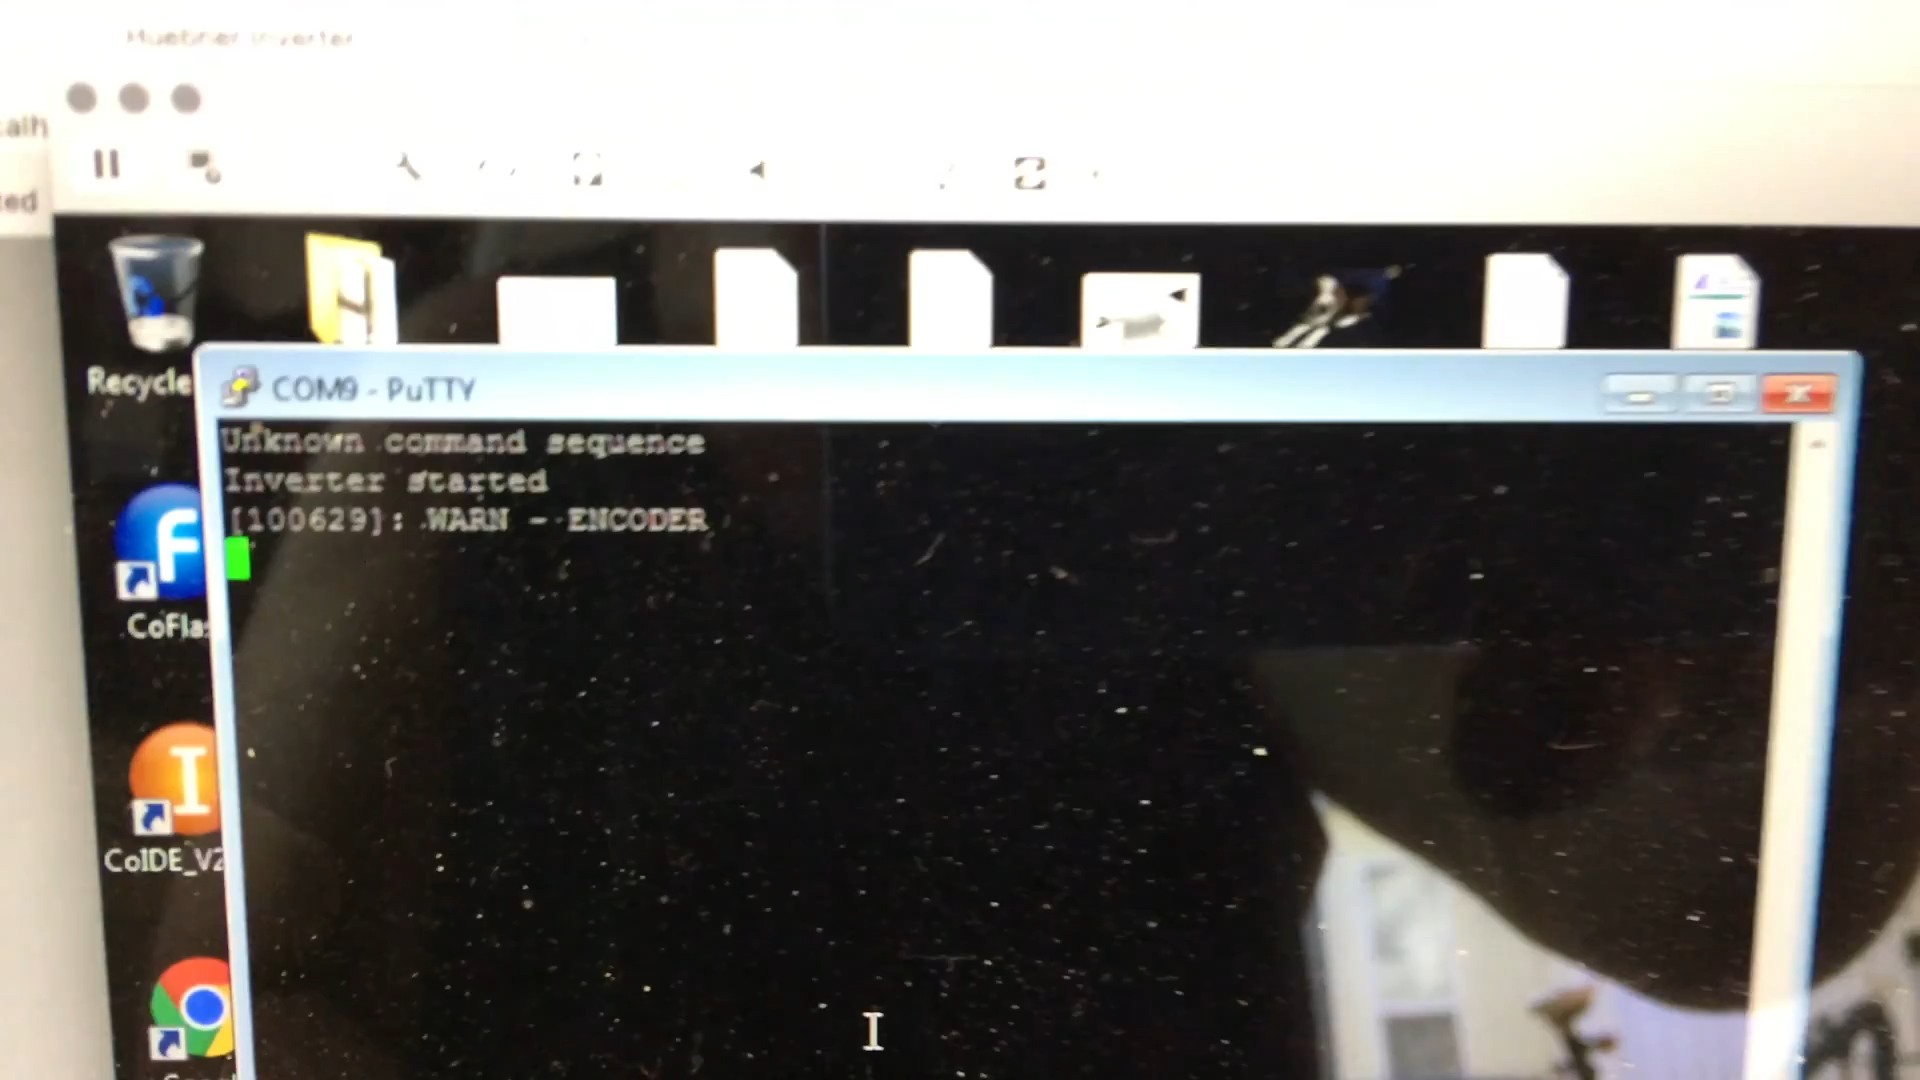 Huebner inverter
Recycle
COM9 - PuTTY
Unknown command sequence
Inverter started
[100629]: WARN - ENCODER
CoFla
CoIDE_V2